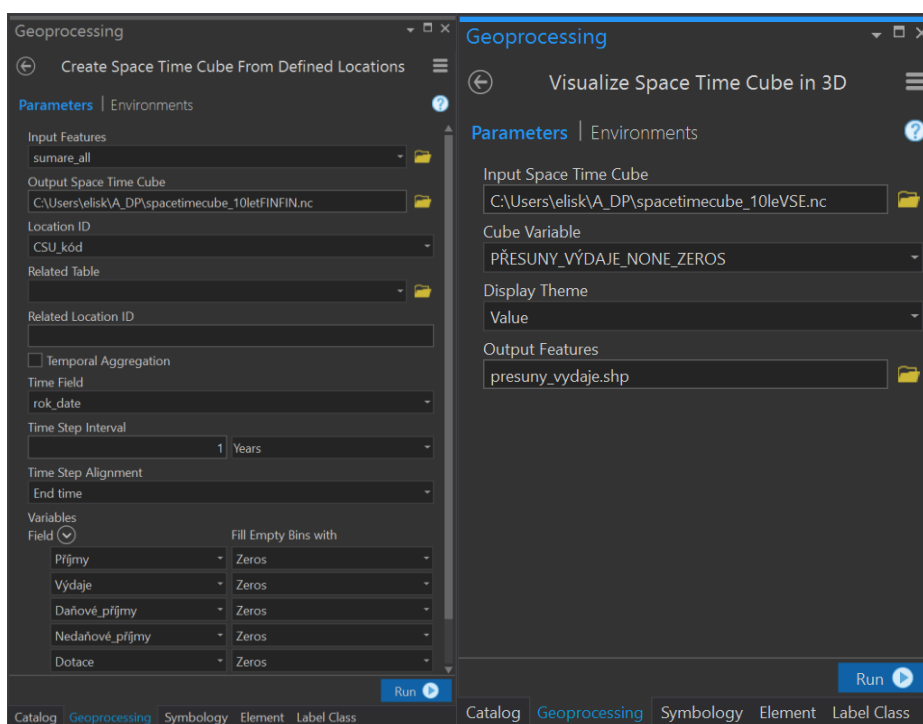 Geoprocessing
Create Space Time Cube From Defined Locations
Parameters | Environments
?
Input Features
sumare_all
Output Space Time Cube
C:\Users\elisk\A_DP\spacetimecube_10letFINFIN.nc
Location ID
CSU_kód
Related Table
Related Location ID
Temporal Aggregation
Time Field
rok_date
Time Step Interval
1 Years
Time Step Alignment
End time
Variables
Field Fill Empty Bins with
Příjmy Zeros
Výdaje Zeros
Daňové_příjmy Zeros
Nedaňové_příjmy Zeros
Dotace Zeros
Run
Catalog Geoprocessing Symbology Element Label Class
Geoprocessing
Visualize Space Time Cube in 3D
Parameters | Environments
?
Input Space Time Cube
C:\Users\elisk\A_DP\spacetimecube_10leVSE.nc
Cube Variable
PŘESUNY_VÝDAJE_NONE_ZEROS
Display Theme
Value
Output Features
presuny_vydaje.shp
Run
Catalog Geoprocessing Symbology Element Label Class